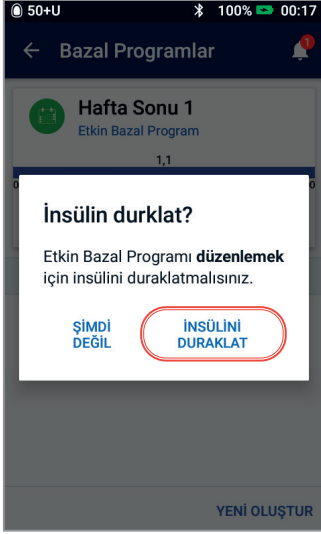 50+U 100% 00:17
Bazal Programlar 1
Hafta Sonu 1
Etkin Bazal Program
1,1
İnsülin durklat?
Etkin Bazal Programı düzenlemek
için insülini duraklatmalısınız.
ŞİMDİ DEĞİL
İNSÜLİNİ DURAKLAT
YENİ OLUŞTUR